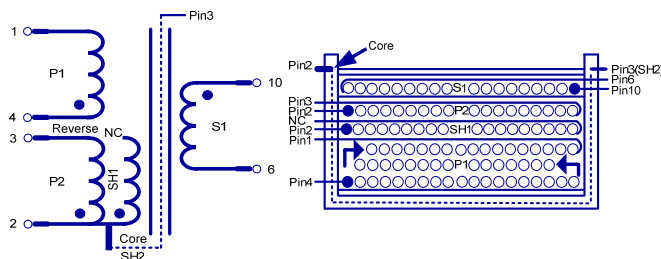 Pin3
1
P1
4
Reverse
3
NC
P2
SH1
2
Core
SH2
10
S1
6
Core
Pin2
Pin3(SH2)
Pin6
S1
Pin10
Pin3
Pin2
P2
NC
Pin2
SH1
Pin1
P1
Pin4